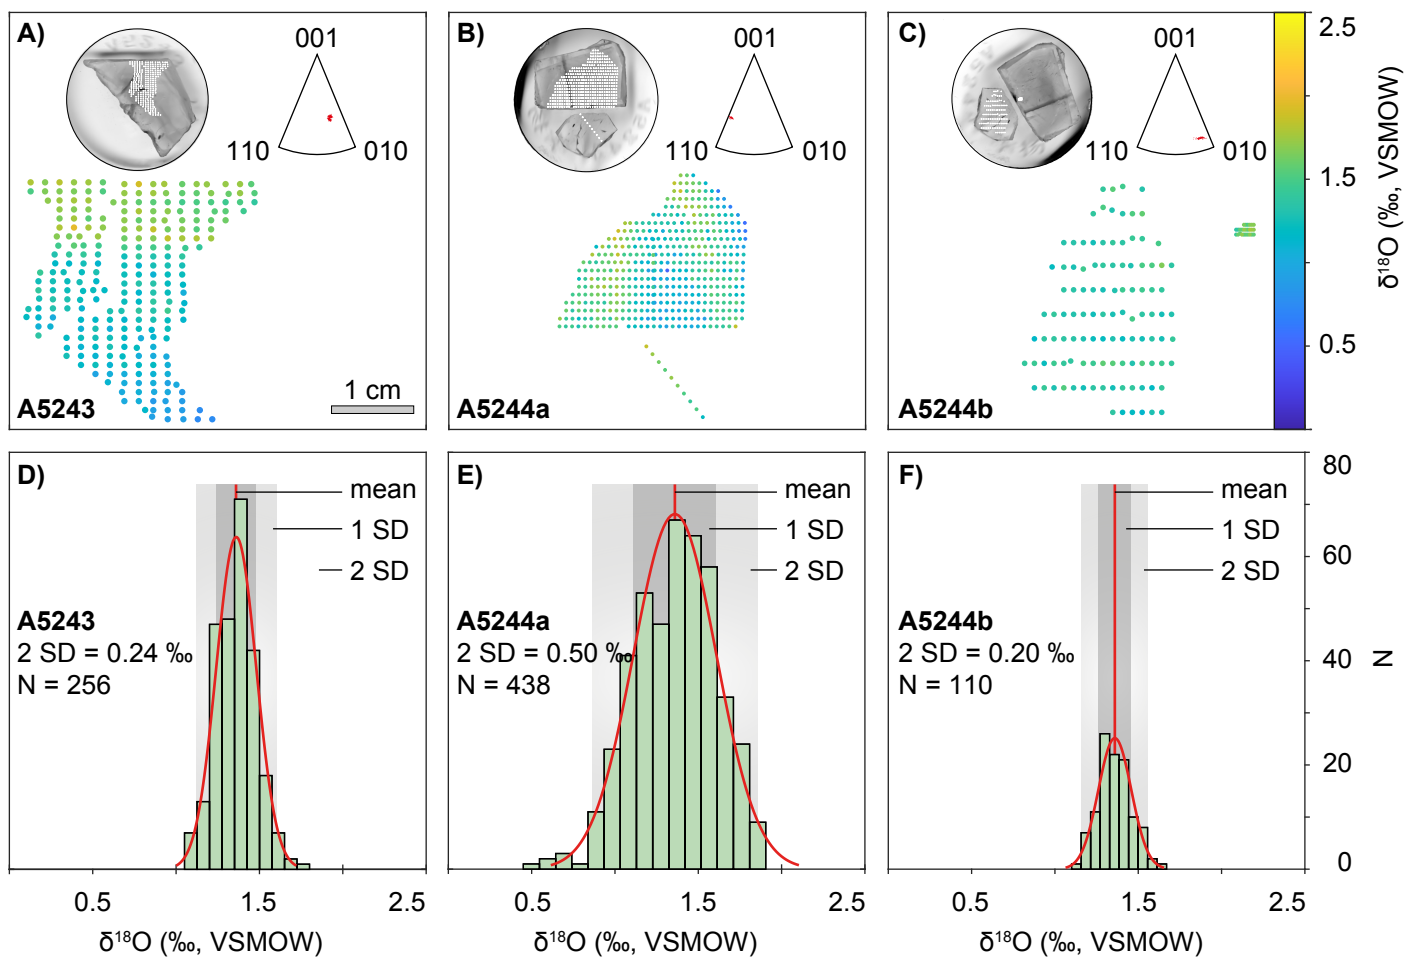 A)
001
110
010
A5243
1 cm
B)
001
110
010
A5244a
C)
001
110
010
A5244b
2.5
1.5
0.5
δ¹⁸O (‰, VSMOW)
D)
mean
1 SD
2 SD
A5243
2 SD = 0.24 ‰
N = 256
0.5 1.5 2.5
δ¹⁸O (‰, VSMOW)
E)
mean
1 SD
2 SD
A5244a
2 SD = 0.50 ‰
N = 438
0.5 1.5 2.5
δ¹⁸O (‰, VSMOW)
F)
mean
1 SD
2 SD
A5244b
2 SD = 0.20 ‰
N = 110
0.5 1.5 2.5
δ¹⁸O (‰, VSMOW)
80
60
40
20
0
N